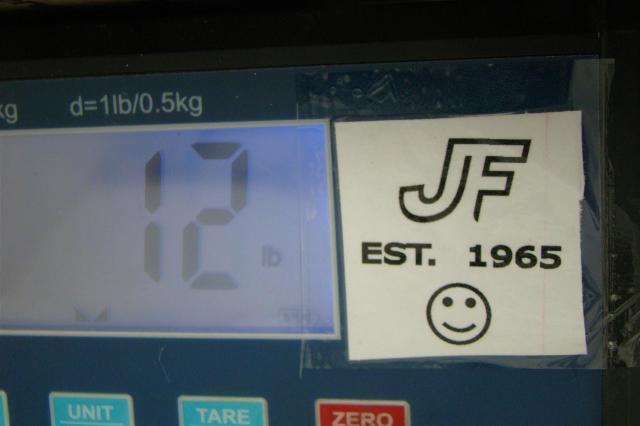 kg d=1lb/0.5kg
12 lb
JF
EST. 1965
UNIT TARE ZERO